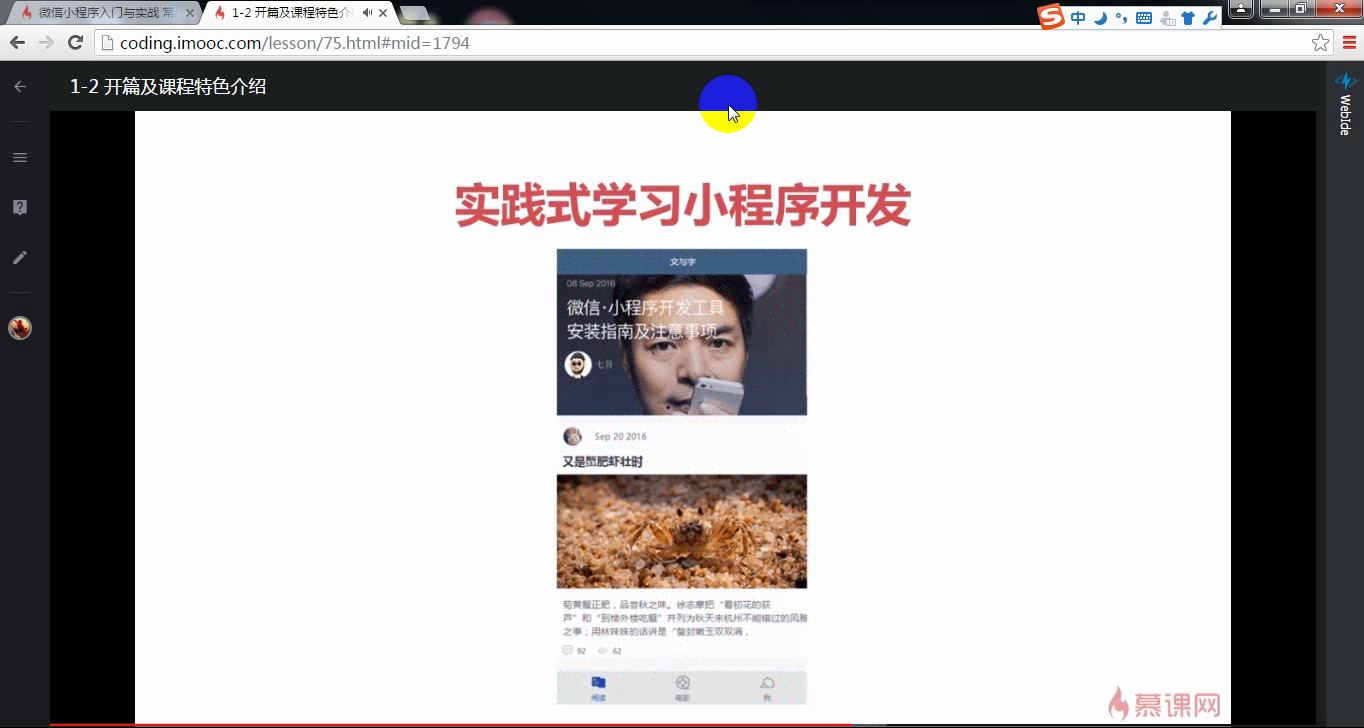 微信小程序入门与实战 常
1-2 开篇及课程特色介
中
coding.imooc.com/lesson/75.html#mid=1794
1-2 开篇及课程特色介绍
WebIde
实践式学习小程序开发
文与字
08 Sep 2016
微信·小程序开发工具
安装指南及注意事项
七月
Sep 20 2016
又是蟹肥虾壮时
菊黄蟹正肥，品尝秋之味。徐志摩把“看初花的荻
芦”和“到楼外楼吃蟹”并列为秋天来杭州不能错过的风雅
之事；用林妹妹的话讲是“螯封嫩玉双双满，
92 62
阅读 电影 我
慕课网